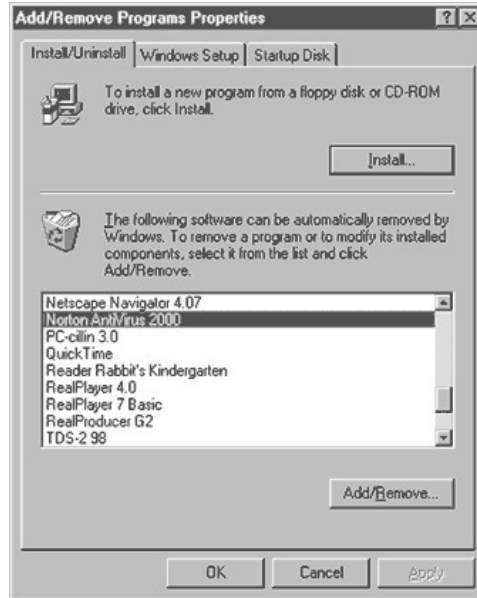 Add/Remove Programs Properties
Install/Uninstall Windows Setup Startup Disk
To install a new program from a floppy disk or CD-ROM
drive, click Install.
Install...
The following software can be automatically removed by
Windows. To remove a program or to modify its installed
components, select it from the list and click
Add/Remove.
Netscape Navigator 4.07
Norton AntiVirus 2000
PC-cillin 3.0
QuickTime
Reader Rabbit's Kindergarten
RealPlayer 4.0
RealPlayer 7 Basic
RealProducer G2
TDS-2 98
Add/Remove...
OK Cancel Apply